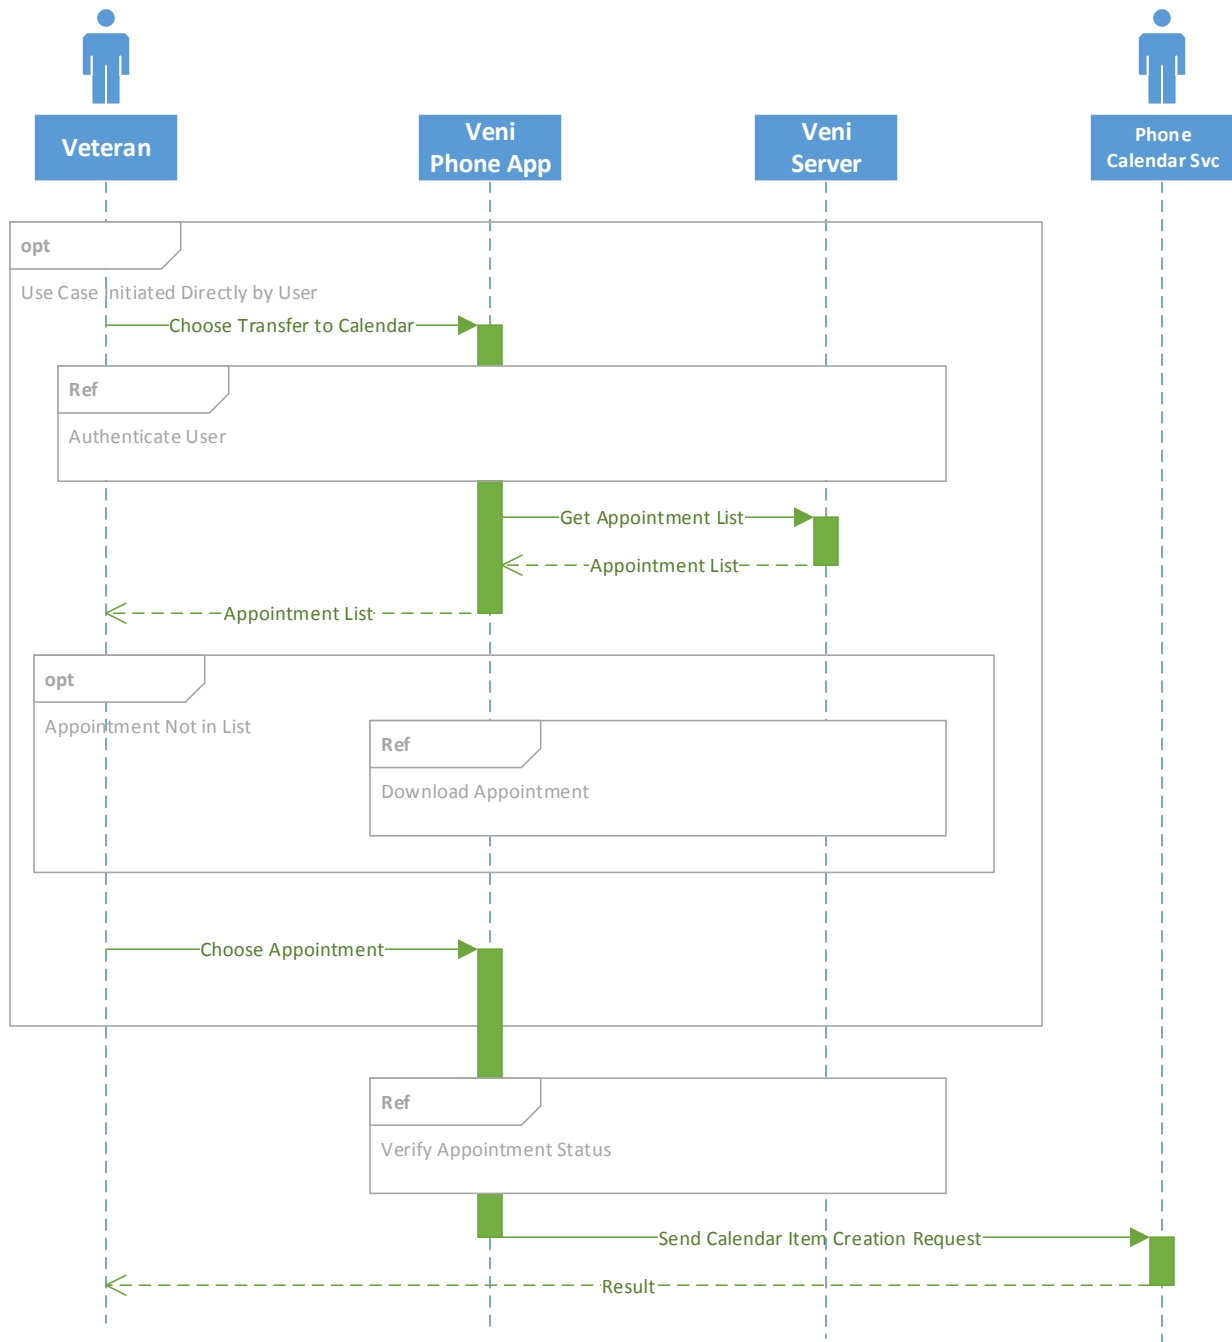 Veteran
Veni
Phone App
Veni
Server
Phone
Calendar Svc
opt
Use Case Initiated Directly by User
Choose Transfer to Calendar
Ref
Authenticate User
Get Appointment List
Appointment List
Appointment List
opt
Appointment Not in List
Ref
Download Appointment
Choose Appointment
Ref
Verify Appointment Status
Send Calendar Item Creation Request
Result